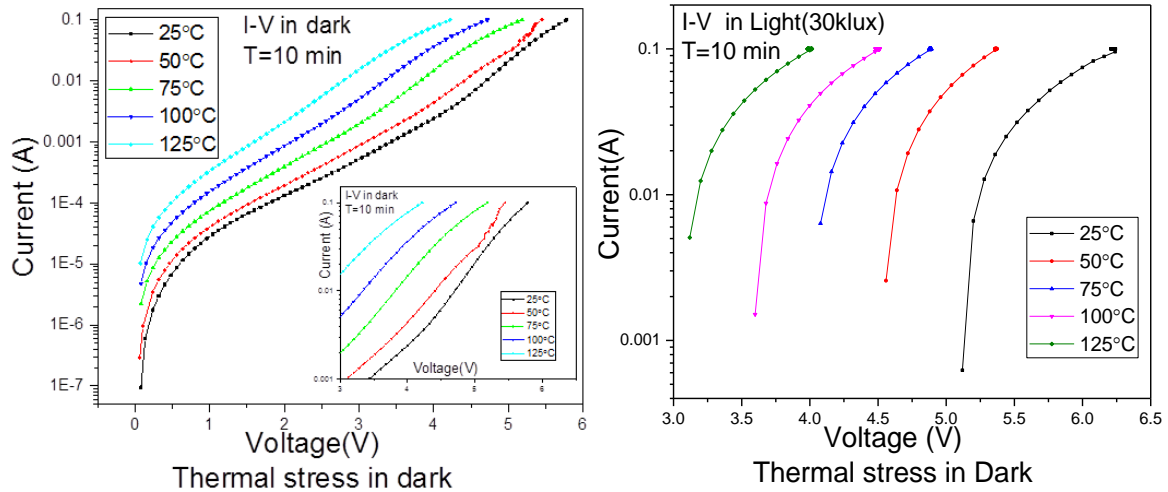 I-V in dark
T=10 min
25°C
50°C
75°C
100°C
125°C
0.1
0.01
0.001
1E-4
1E-5
1E-6
1E-7
Current (A)
0 1 2 3 4 5 6
Voltage(V)
I-V in dark
T=10 min
0.1
0.01
0.001
Current (A)
25°C
50°C
75°C
100°C
125°C
Voltage(V)
3 4 5 6
Thermal stress in dark
I-V in Light(30klux)
T=10 min
0.1
0.01
0.001
Current(A)
25°C
50°C
75°C
100°C
125°C
3.0 3.5 4.0 4.5 5.0 5.5 6.0 6.5
Voltage (V)
Thermal stress in Dark